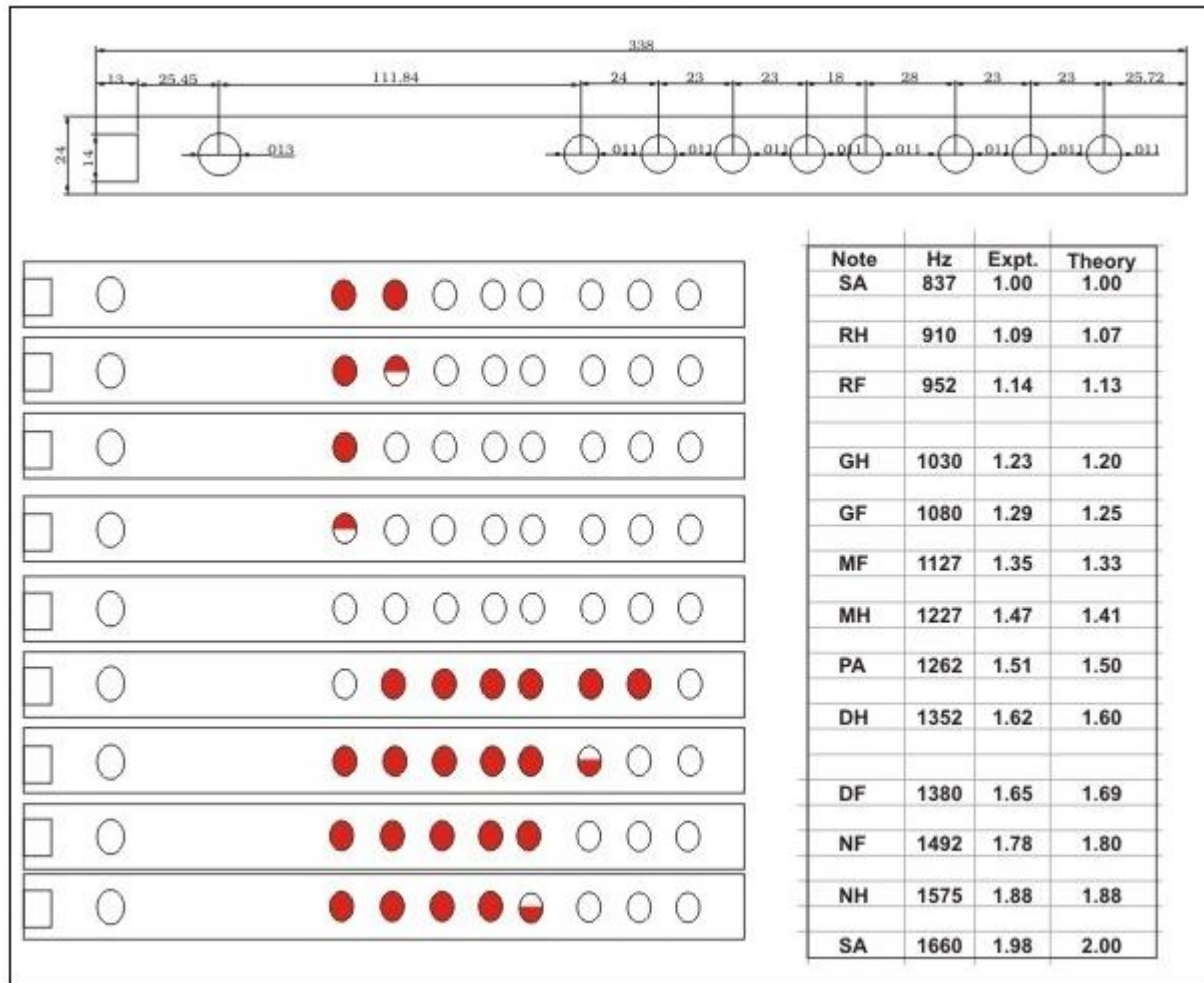 338
13 25.45 111.84 24 23 23 18 28 23 23 25.72
24 14 013 011 011 011 011 011 011 011 011
Note Hz Expt. Theory
SA 837 1.00 1.00
RH 910 1.09 1.07
RF 952 1.14 1.13
GH 1030 1.23 1.20
GF 1080 1.29 1.25
MF 1127 1.35 1.33
MH 1227 1.47 1.41
PA 1262 1.51 1.50
DH 1352 1.62 1.60
DF 1380 1.65 1.69
NF 1492 1.78 1.80
NH 1575 1.88 1.88
SA 1660 1.98 2.00